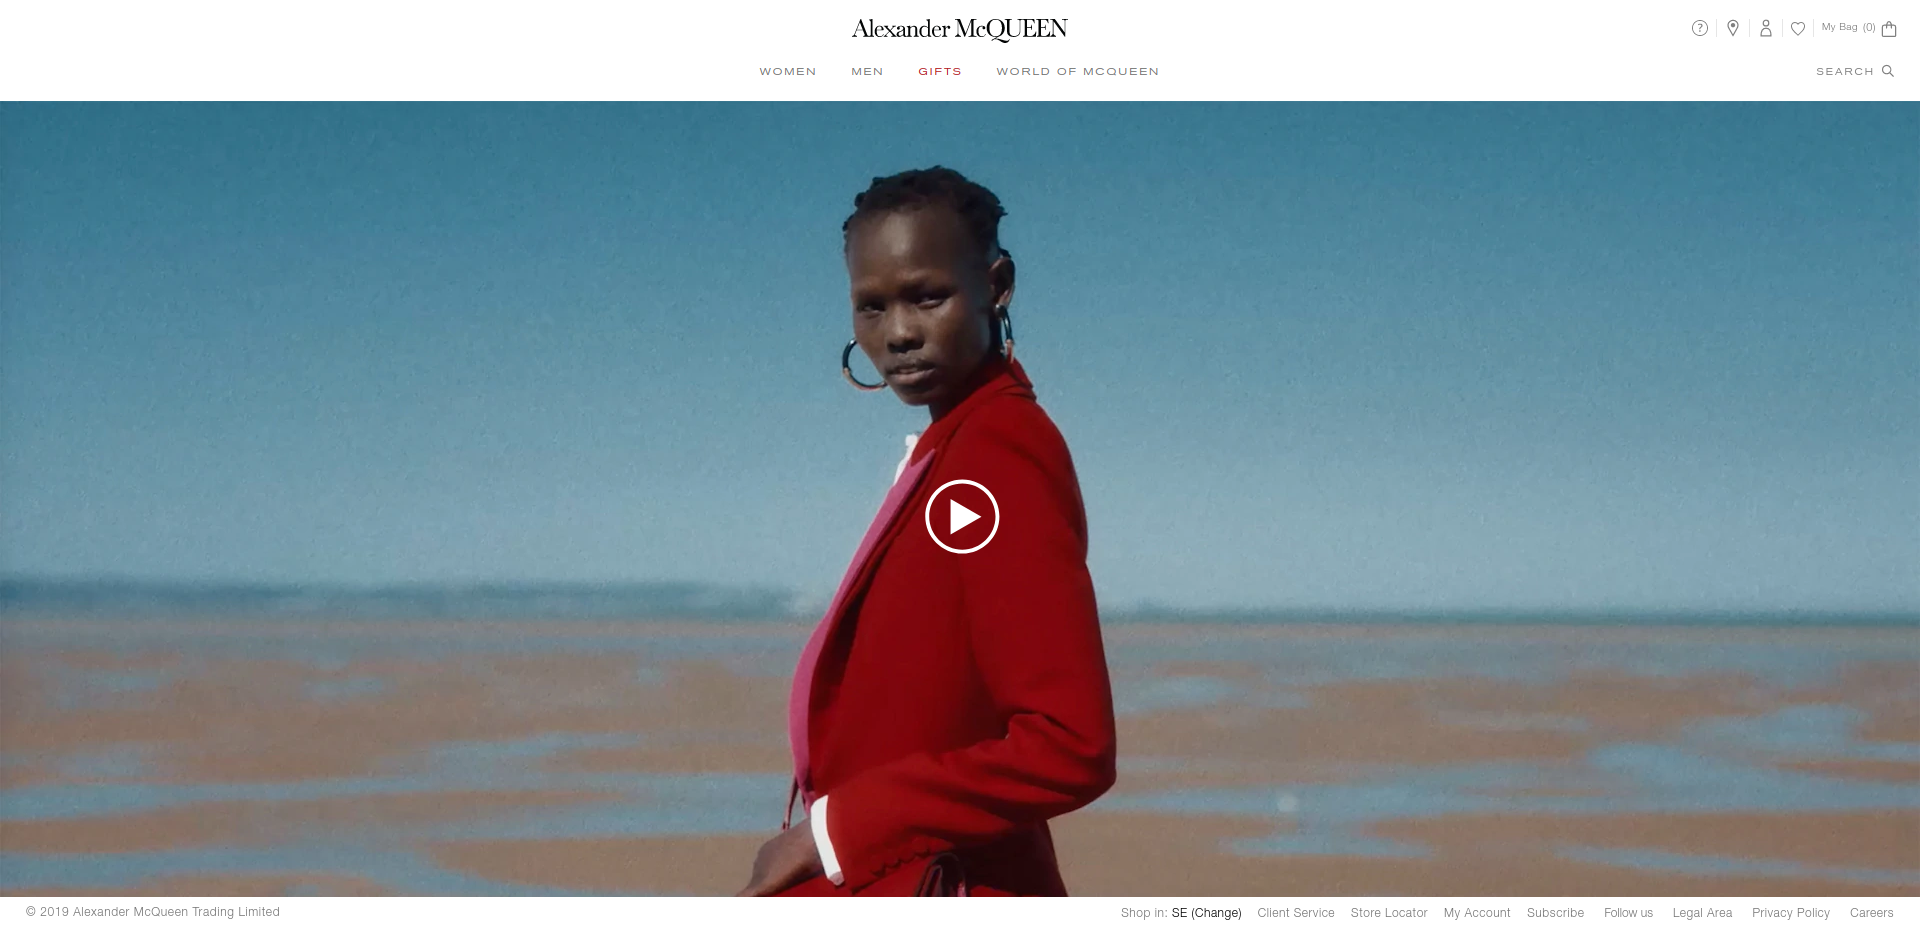 Alexander McQUEEN
My Bag (0)
WOMEN MEN GIFTS WORLD OF MCQUEEN
SEARCH
© 2019 Alexander McQueen Trading Limited
Shop in: SE (Change) Client Service Store Locator My Account Subscribe Follow us Legal Area Privacy Policy Careers